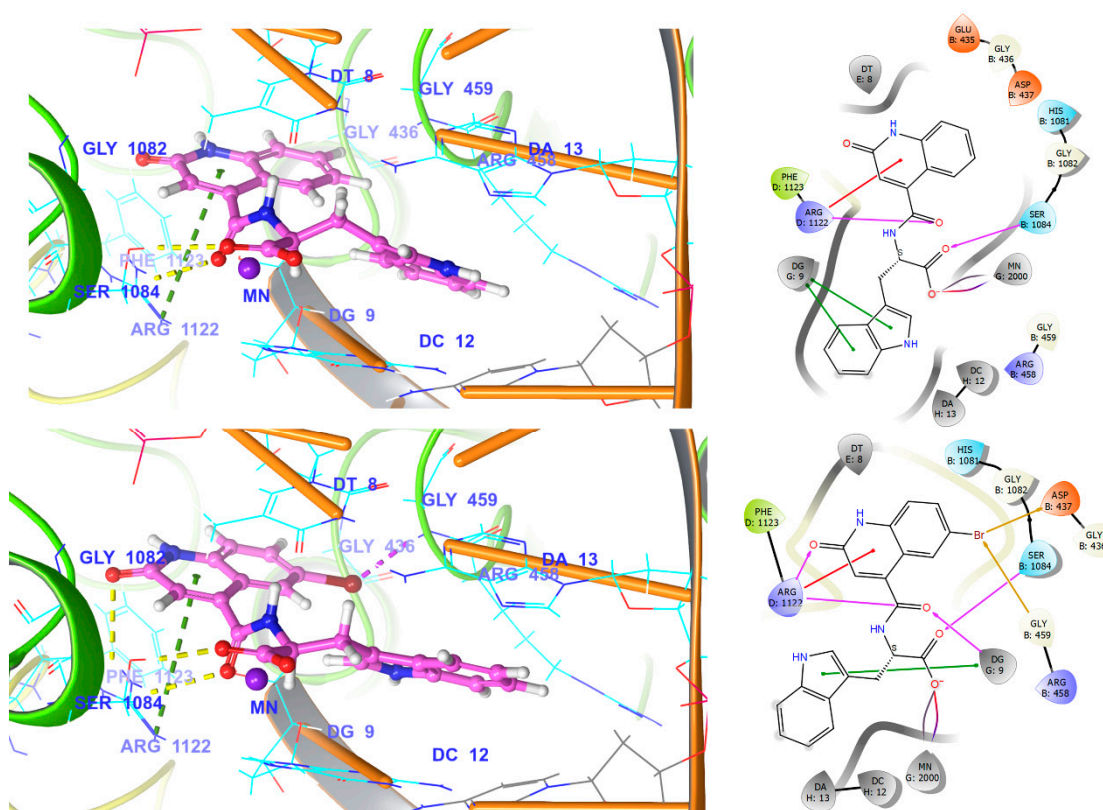 DT 8
GLY 459
GLY 436
DA 13
ARG 458
GLY 1082
PHE 1123
SER 1084
MN
ARG 1122
DG 9
DC 12
GLU
B: 435
GLY
B: 436
DT
E: 8
ASP
B: 437
HIS
B: 1081
GLY
B: 1082
HN
O
PHE
D: 1123
ARG
D: 1122
O
SER
B: 1084
NH
S
O
DG
G: 9
O-
MN
G: 2000
NH
GLY
B: 459
ARG
B: 458
DC
H: 12
DA
H: 13
DT 8
GLY 459
GLY 436
DA 13
ARG 458
GLY 1082
PHE 1123
SER 1084
MN
ARG 1122
DG 9
DC 12
DT
E: 8
HIS
B: 1081
GLY
B: 1082
ASP
B: 437
PHE
D: 1123
HN
Br
GLY
B: 436
O
SER
B: 1084
ARG
D: 1122
O
GLY
B: 459
NH
O
S
HN
DG
G: 9
ARG
B: 458
O-
MN
G: 2000
DA
H: 13
DC
H: 12